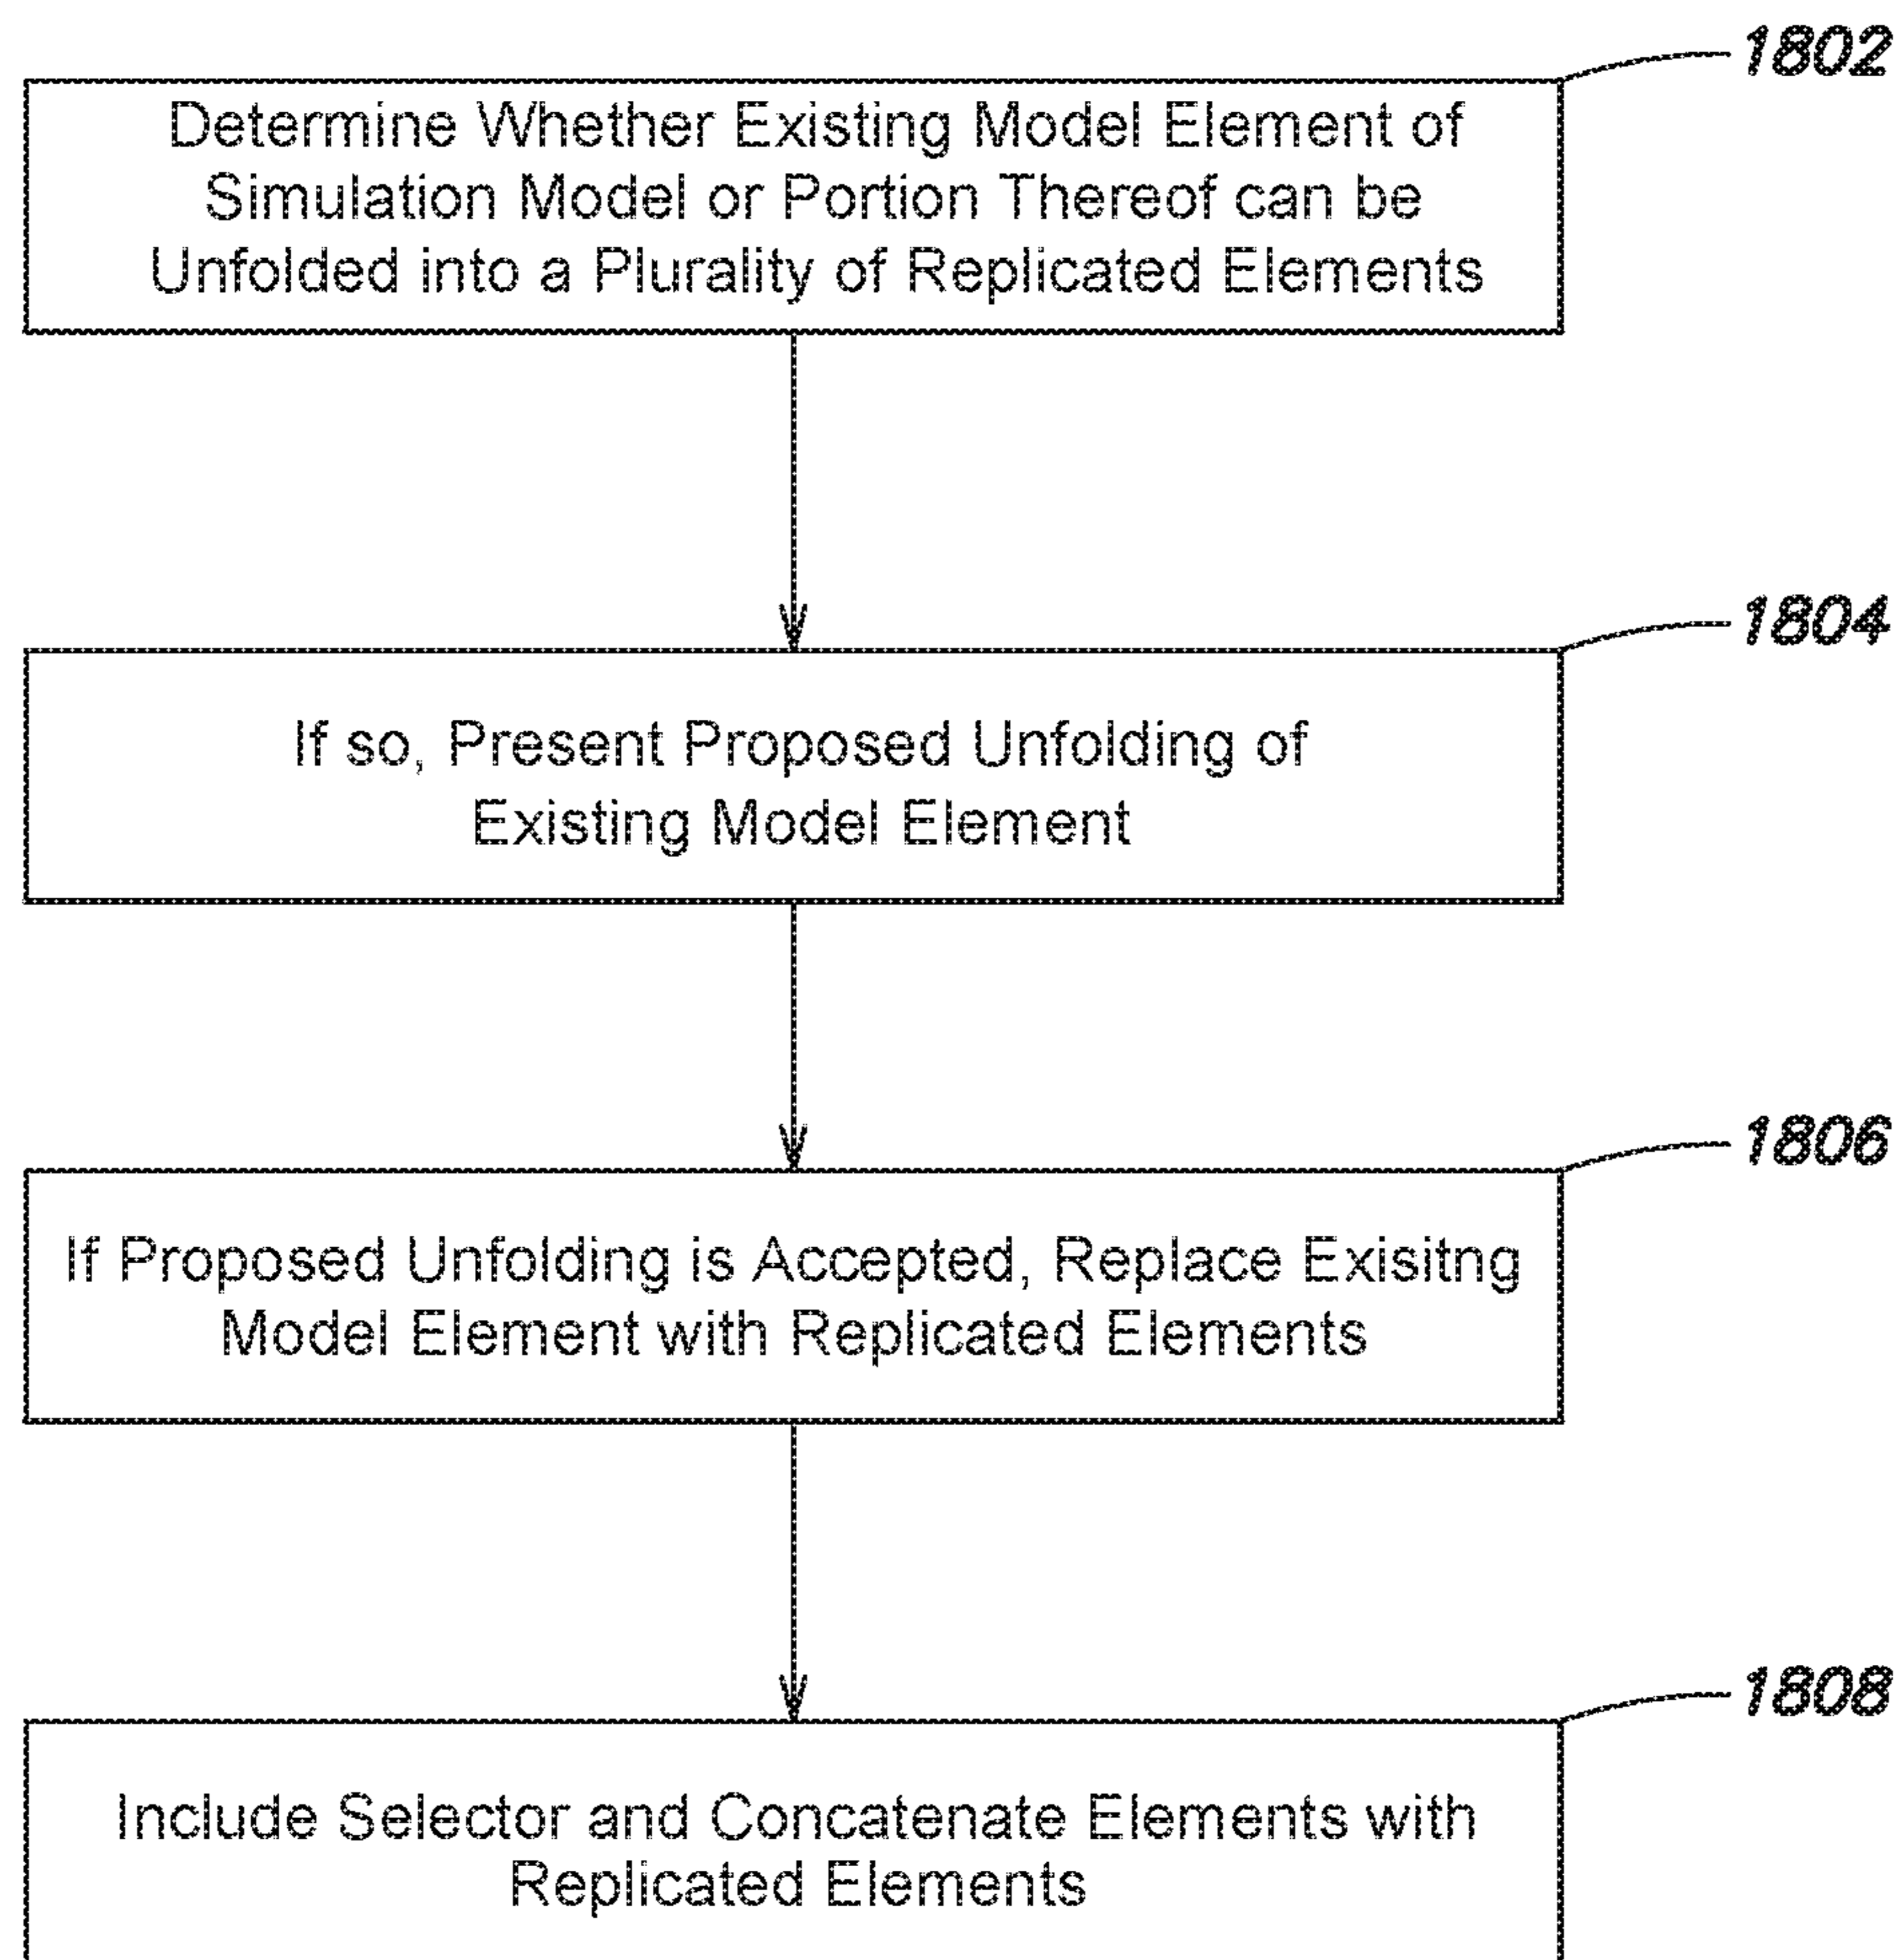 1802
Determine Whether Existing Model Element of
Simulation Model or Portion Thereof can be
Unfolded into a Plurality of Replicated Elements
1804
If so, Present Proposed Unfolding of
Existing Model Element
1806
If Proposed Unfolding is Accepted, Replace Exisitng
Model Element with Replicated Elements
1808
Include Selector and Concatenate Elements with
Replicated Elements